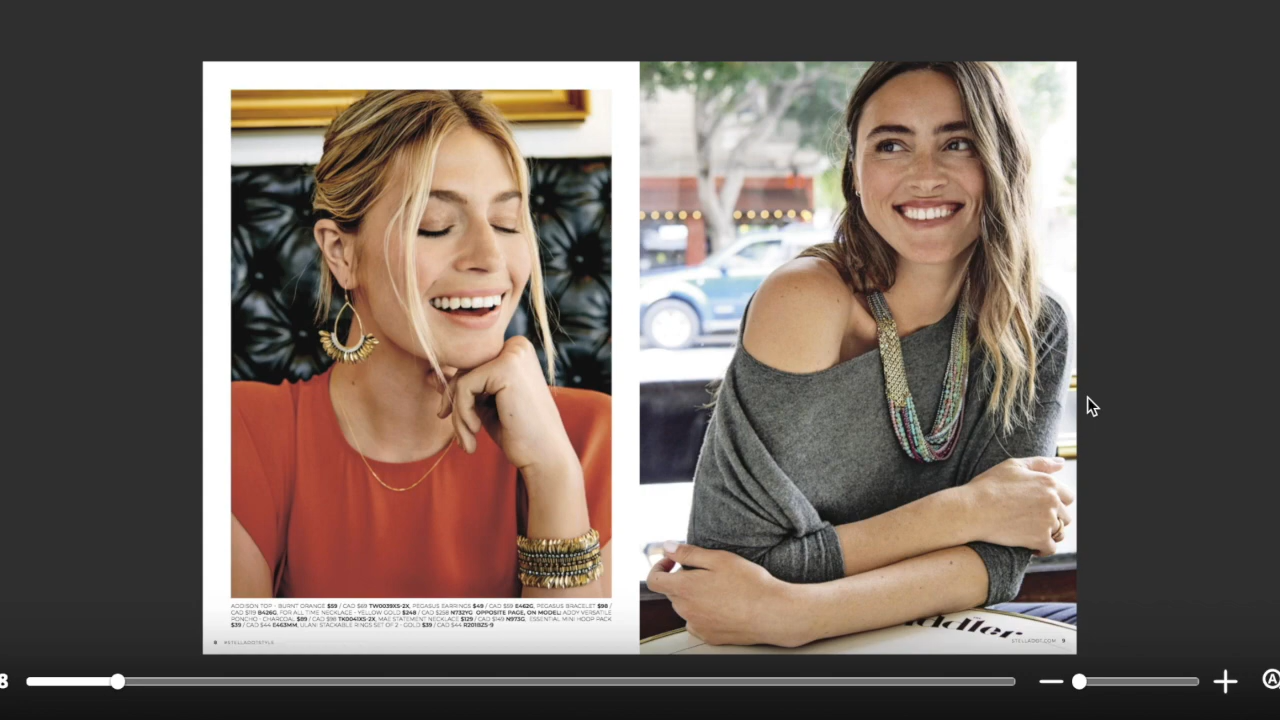 ADDISON TOP - BURNT ORANGE $59 / CAD $69 TW0039XS-2X, PEGASUS EARRINGS $49 / CAD $59 E462G, PEGASUS BRACELET $98 /
CAD $119 B426G, FOR ALL TIME NECKLACE - YELLOW GOLD $248 / CAD $258 N732YG OPPOSITE PAGE, ON MODEL: ADDY VERSATILE
PONCHO - CHARCOAL $89 / CAD $98 TK0041XS-2X, MAE STATEMENT NECKLACE $129 / CAD $149 N973G, ESSENTIAL MINI HOOP PACK
$39 / CAD $44 E463MM, ULANI STACKABLE RINGS SET OF 2 - GOLD $39 / CAD $44 R201BZS-9
#STELLADOTSTYLE
ddler
STELLADOT.COM 9
8
A